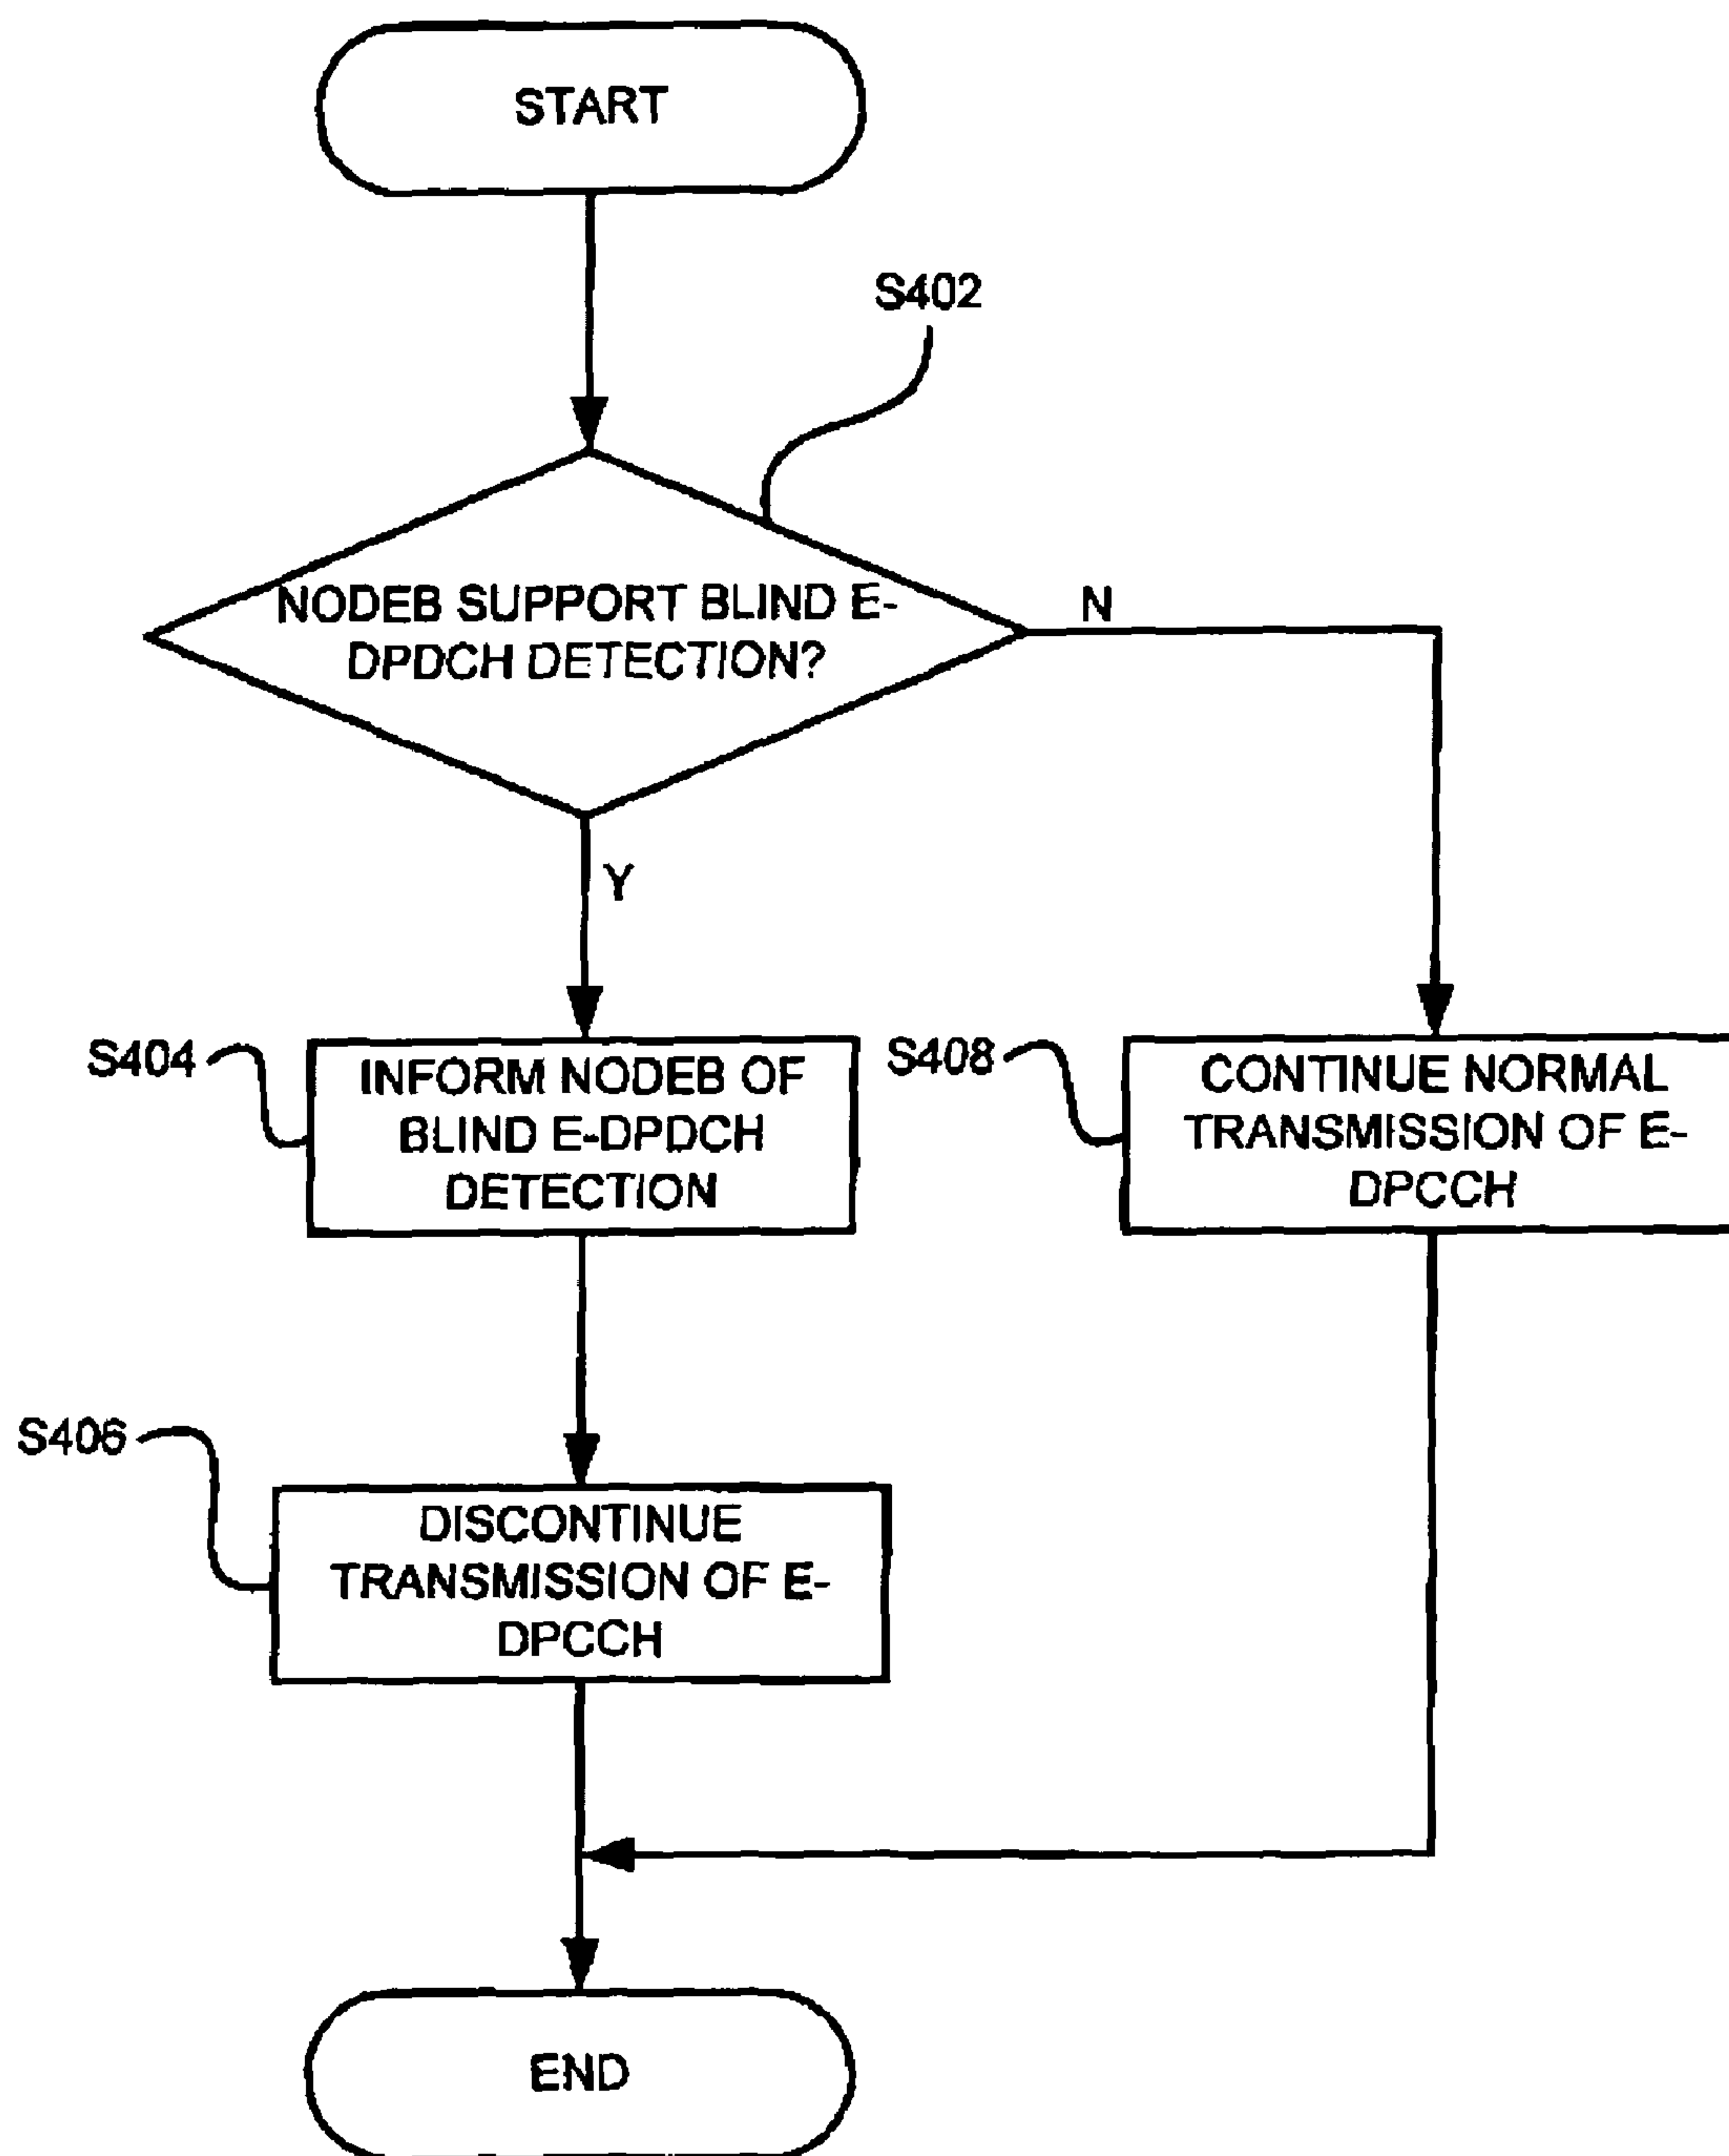 START
S402
NODEB SUPPORT BLIND E-
DPDCH DETECTION?
N
Y
S404
INFORM NODEB OF
BLIND E-DPDCH
DETECTION
S408
CONTINUE NORMAL
TRANSMISSION OF E-
DPCCH
S406
DISCONTINUE
TRANSMISSION OF E-
DPCCH
END